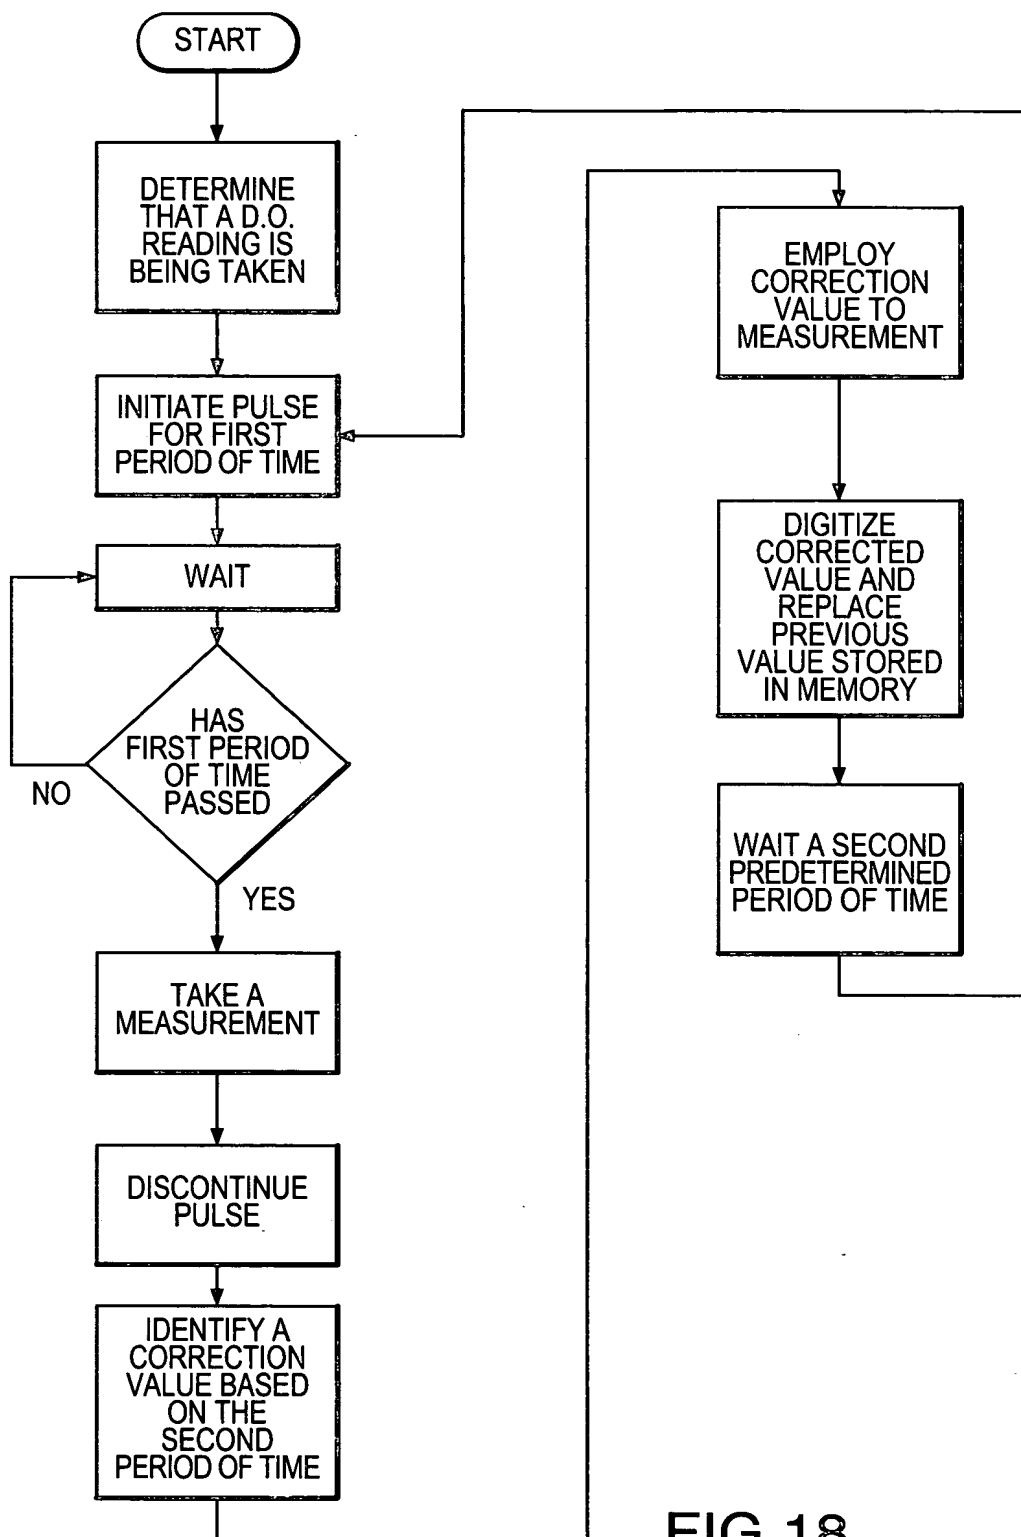 START
DETERMINE
THAT A D.O.
READING IS
BEING TAKEN
INITIATE PULSE
FOR FIRST
PERIOD OF TIME
WAIT
HAS
FIRST PERIOD
OF TIME
PASSED
NO
YES
TAKE A
MEASUREMENT
DISCONTINUE
PULSE
IDENTIFY A
CORRECTION
VALUE BASED
ON THE
SECOND
PERIOD OF TIME
EMPLOY
CORRECTION
VALUE TO
MEASUREMENT
DIGITIZE
CORRECTED
VALUE AND
REPLACE
PREVIOUS
VALUE STORED
IN MEMORY
WAIT A SECOND
PREDETERMINED
PERIOD OF TIME
FIG. 18